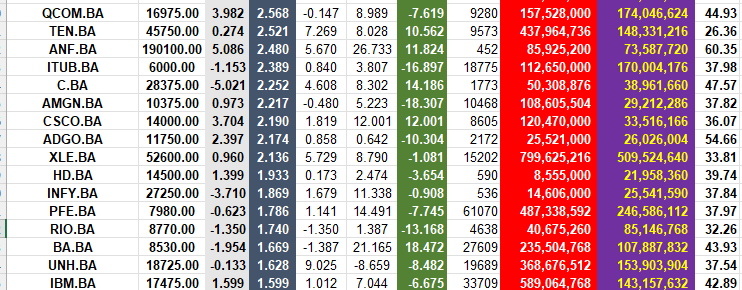 QCOM.BA 16975.00 3.982 2.568 -0.147 8.989 -7.619 9280 157,528,000 174,046,624 44.93
TEN.BA 45750.00 0.274 2.521 7.269 8.028 10.562 9573 437,964,736 148,331,216 26.36
ANF.BA 190100.00 5.086 2.480 5.670 26.733 11.824 452 85,925,200 73,587,720 60.35
ITUB.BA 6000.00 -1.153 2.389 0.840 3.807 -16.897 18775 112,650,000 170,004,176 37.98
C.BA 28375.00 -5.021 2.252 4.608 8.302 14.186 1773 50,308,876 38,961,660 47.57
AMGN.BA 10375.00 0.973 2.217 -0.480 5.223 -18.307 10468 108,605,504 29,212,286 37.82
CSCO.BA 14000.00 3.704 2.190 1.819 12.001 12.001 8605 120,470,000 33,516,166 36.07
ADGO.BA 11750.00 2.397 2.174 0.858 0.642 -10.304 2172 25,521,000 26,026,004 54.66
XLE.BA 52600.00 0.960 2.136 5.729 8.790 -1.081 15202 799,625,216 509,524,640 33.81
HD.BA 14500.00 1.399 1.933 0.173 2.474 -3.654 590 8,555,000 21,958,360 39.74
INFY.BA 27250.00 -3.710 1.869 1.679 11.338 -0.908 536 14,606,000 25,541,590 37.84
PFE.BA 7980.00 -0.623 1.786 1.141 14.491 -7.745 61070 487,338,592 246,586,112 37.97
RIO.BA 8770.00 -1.350 1.740 -1.350 1.387 -13.168 4638 40,675,260 85,146,768 32.26
BA.BA 8530.00 -1.954 1.669 -1.387 21.165 18.472 27609 235,504,768 107,887,832 43.93
UNH.BA 18725.00 -0.133 1.628 9.025 -8.659 -8.482 19689 368,676,512 153,903,904 37.54
IBM.BA 17475.00 1.599 1.599 1.012 7.044 -6.675 33709 589,064,768 143,157,632 42.89